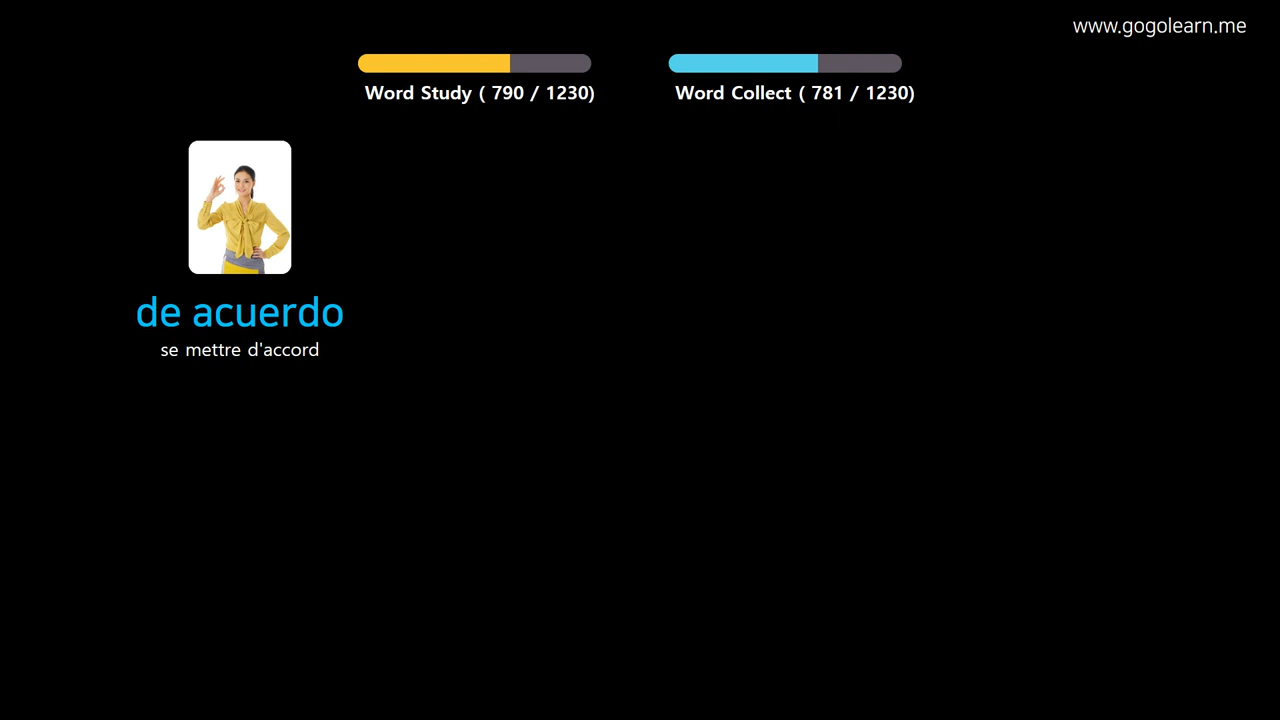 www.gogolearn.me
Word Study ( 790 / 1230)
Word Collect ( 781 / 1230)
de acuerdo
se mettre d'accord